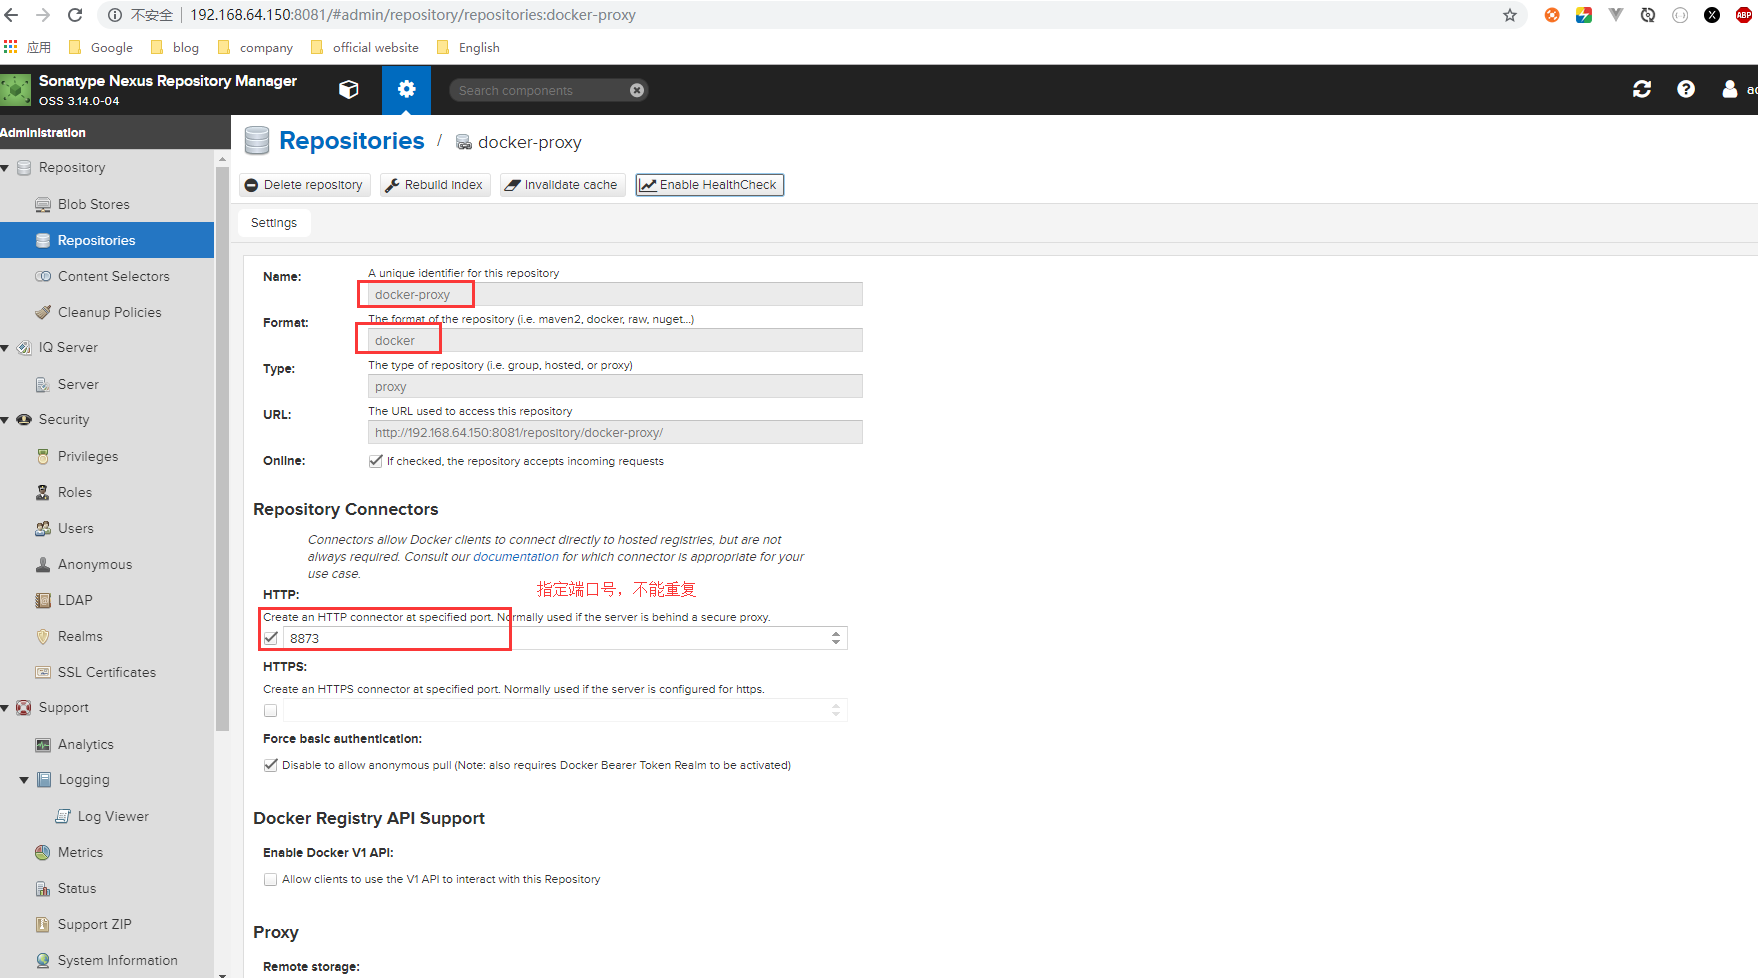 不安全 192.168.64.150:8081/#admin/repository/repositories:docker-proxy
ABP
应用 Google blog company official website English
Sonatype Nexus Repository Manager
OSS 3.14.0-04
Search components
Administration
Repositories / docker-proxy
Repository
Blob Stores
Repositories
Content Selectors
Cleanup Policies
IQ Server
Server
Security
Privileges
Roles
Users
Anonymous
LDAP
Realms
SSL Certificates
Support
Analytics
Logging
Log Viewer
Metrics
Status
Support ZIP
System Information
Delete repository Rebuild index Invalidate cache Enable HealthCheck
Settings
Name:
A unique identifier for this repository
docker-proxy
Format:
The format of the repository (i.e. maven2, docker, raw, nuget...)
docker
Type:
The type of repository (i.e. group, hosted, or proxy)
proxy
URL:
The URL used to access this repository
http://192.168.64.150:8081/repository/docker-proxy/
Online:
If checked, the repository accepts incoming requests
Repository Connectors
Connectors allow Docker clients to connect directly to hosted registries, but are not
always required. Consult our documentation for which connector is appropriate for your
use case.
指定端口号，不能重复
HTTP:
Create an HTTP connector at specified port. Normally used if the server is behind a secure proxy.
8873
HTTPS:
Create an HTTPS connector at specified port. Normally used if the server is configured for https.
Force basic authentication:
Disable to allow anonymous pull (Note: also requires Docker Bearer Token Realm to be activated)
Docker Registry API Support
Enable Docker V1 API:
Allow clients to use the V1 API to interact with this Repository
Proxy
Remote storage: